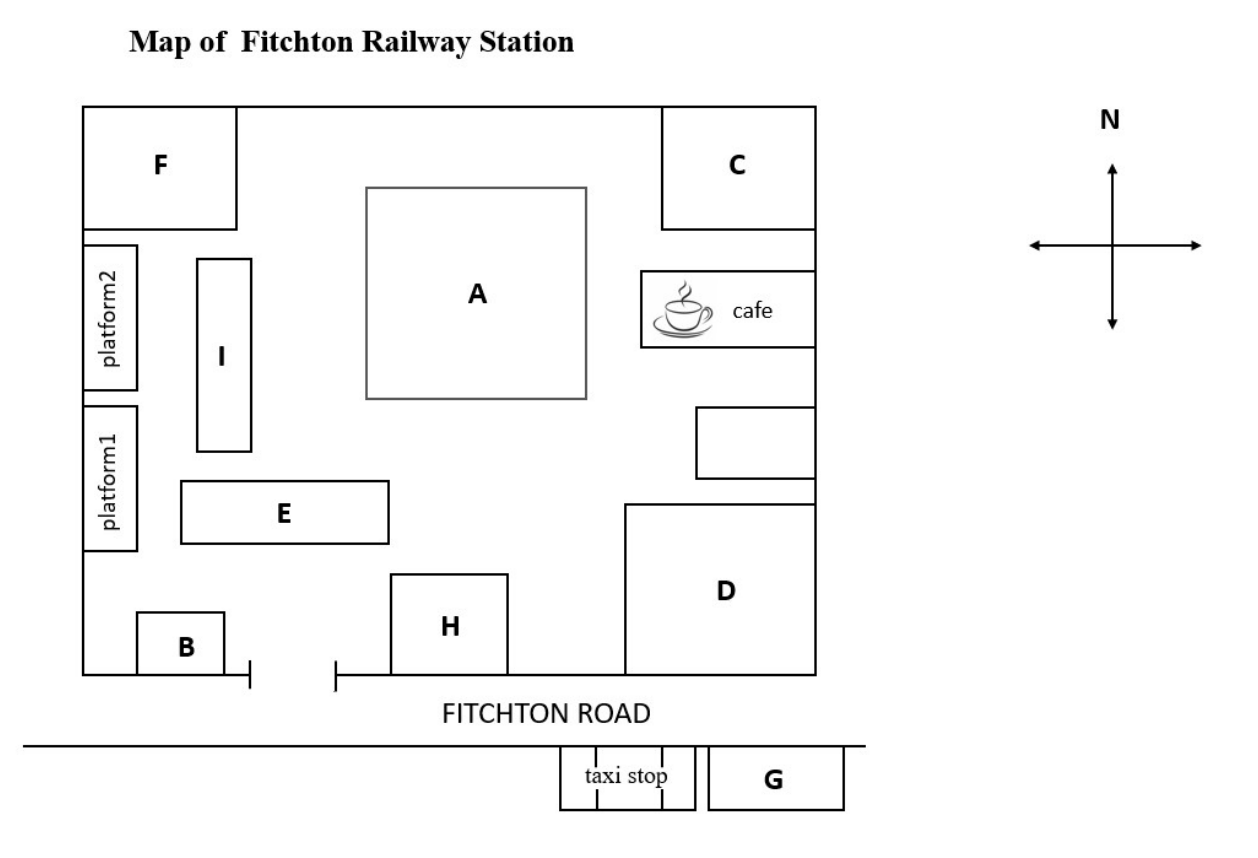 Map of Fitchton Railway Station
N
F
C
platform2
A
cafe
I
platform1
E
D
H
B
FITCHTON ROAD
taxi stop
G